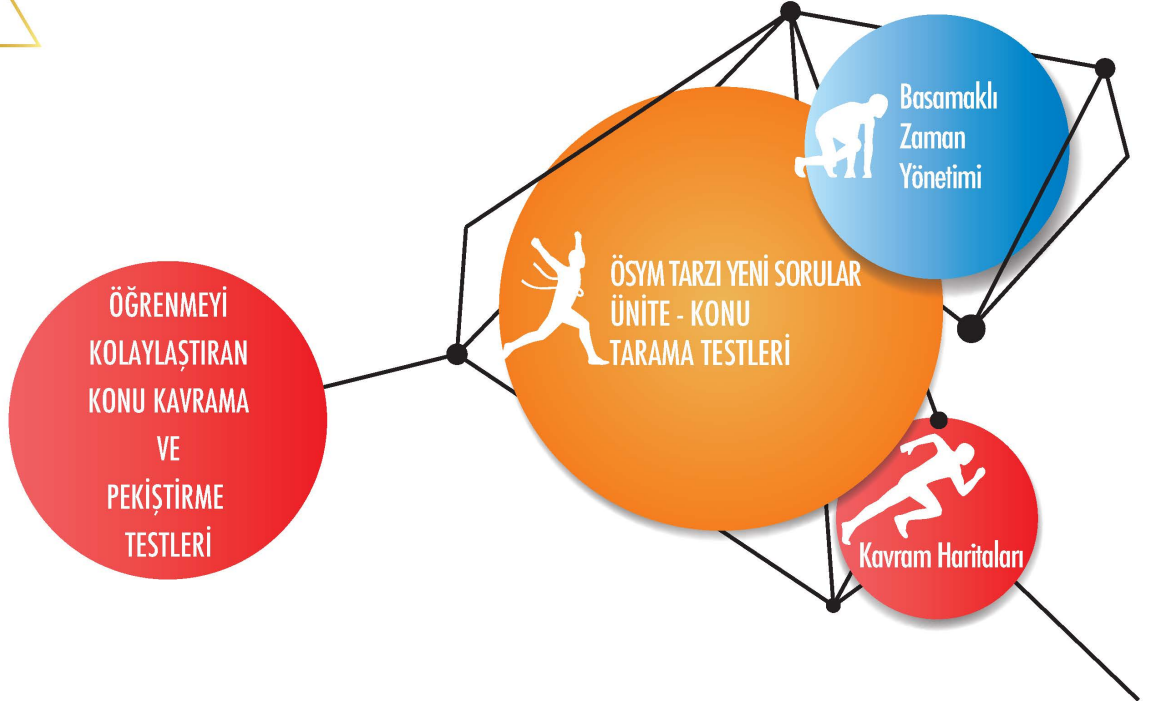 ÖĞRENMEYİ
KOLAYLAŞTIRAN
KONU KAVRAMA
VE
PEKİŞTİRME
TESTLERİ
ÖSYM TARZI YENİ SORULAR
ÜNİTE - KONU
TARAMA TESTLERİ
Basamaklı
Zaman
Yönetimi
Kavram Haritaları